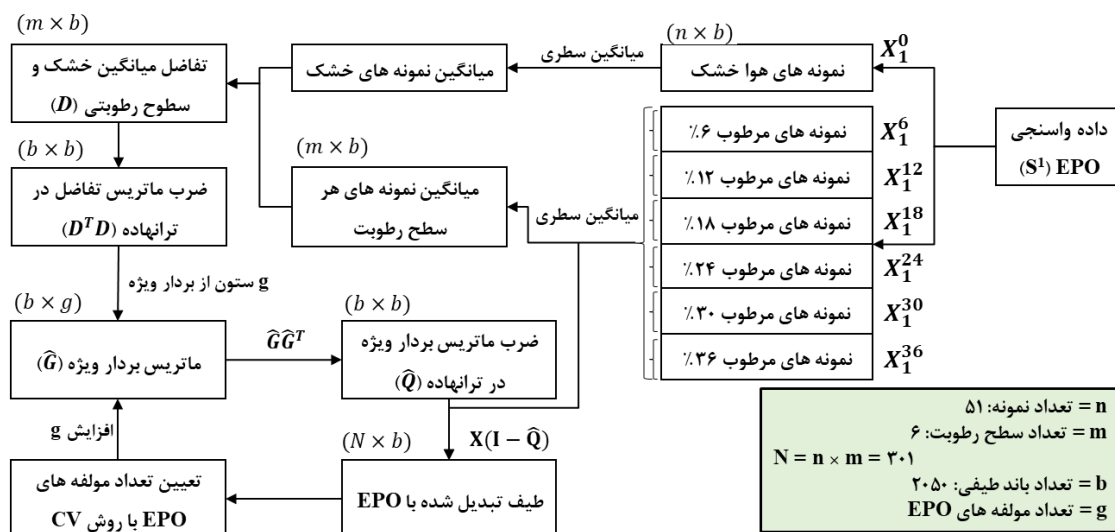 داده واسنجی
EPO (S¹)
X₁⁰
X₁⁶
X₁¹²
X₁¹⁸
X₁²⁴
X₁³⁰
X₁³⁶
(n × b)
نمونه های هوا خشک
نمونه های مرطوب ۶٪
نمونه های مرطوب ۱۲٪
نمونه های مرطوب ۱۸٪
نمونه های مرطوب ۲۴٪
نمونه های مرطوب ۳۰٪
نمونه های مرطوب ۳۶٪
میانگین سطری
میانگین سطری
میانگین نمونه های خشک
(m × b)
میانگین نمونه های هر
سطح رطوبت
(m × b)
تفاضل میانگین خشک و
سطوح رطوبتی (D)
(b × b)
ضرب ماتریس تفاضل در
ترانهاده (DᵀD)
g ستون از بردار ویژه
(b × g)
ماتریس بردار ویژه (Ĝ)
ĜĜᵀ
(b × b)
ضرب ماتریس بردار ویژه
در ترانهاده (Q̂)
X(I − Q̂)
(N × b)
طیف تبدیل شده با EPO
تعیین تعداد مولفه های
EPO با روش CV
افزایش g
n = تعداد نمونه: ۵۱
m = تعداد سطح رطوبت: ۶
N = n × m = ۳۰۱
b = تعداد باند طیفی: ۲۰۵۰
g = تعداد مولفه های EPO